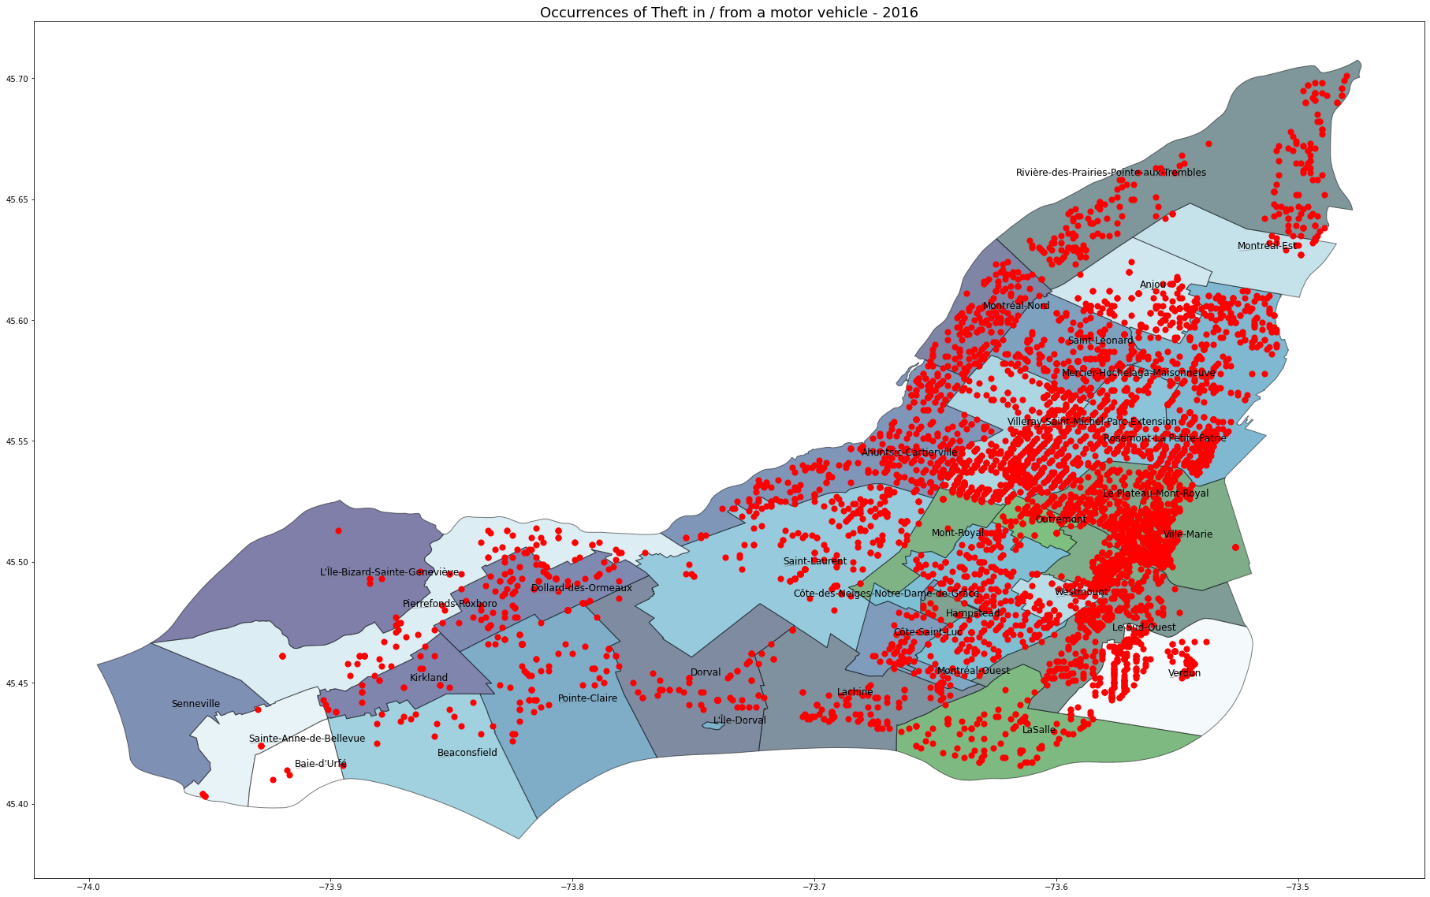 Occurrences of Theft in / from a motor vehicle - 2016
45.70
Rivière-des-Prairies-Pointe-aux-Trembles
45.65
Montréal-Est
Anjou
Montréal-Nord
45.60
Saint-Léonard
Mercier-Hochelaga-Maisonneuve
Villeray-Saint-Michel-Parc-Extension
45.55
Rosemont-La Petite-Patrie
Ahuntsic-Cartierville
Le Plateau-Mont-Royal
Outremont
Mont-Royal
Ville-Marie
45.50
Saint-Laurent
L'Île-Bizard-Sainte-Geneviève
Dollard-des-Ormeaux
Côte-des-Neiges-Notre-Dame-de-Grâce
Westmount
Pierrefonds-Roxboro
Hampstead
Le Sud-Ouest
Côte-Saint-Luc
45.45
Kirkland
Dorval
Montréal-Ouest
Verdun
Senneville
Pointe-Claire
Lachine
L'Île-Dorval
LaSalle
Sainte-Anne-de-Bellevue
Beaconsfield
Baie-d'Urfé
45.40
−74.0 −73.9 −73.8 −73.7 −73.6 −73.5